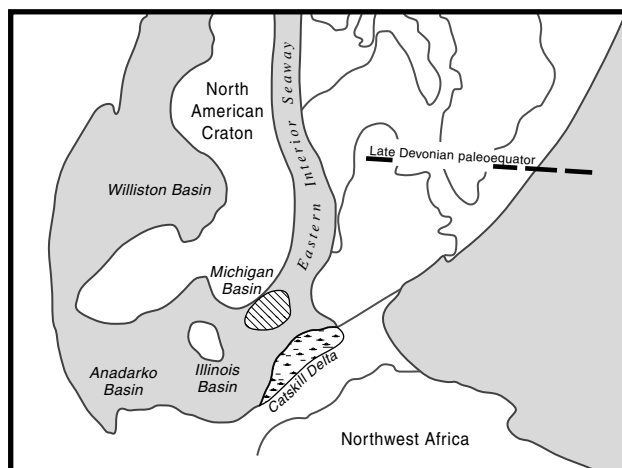 North
American
Craton
Eastern Interior Seaway
Late Devonian paleoequator
Williston Basin
Michigan
Basin
Anadarko
Basin
Illinois
Basin
Catskill Delta
Northwest Africa